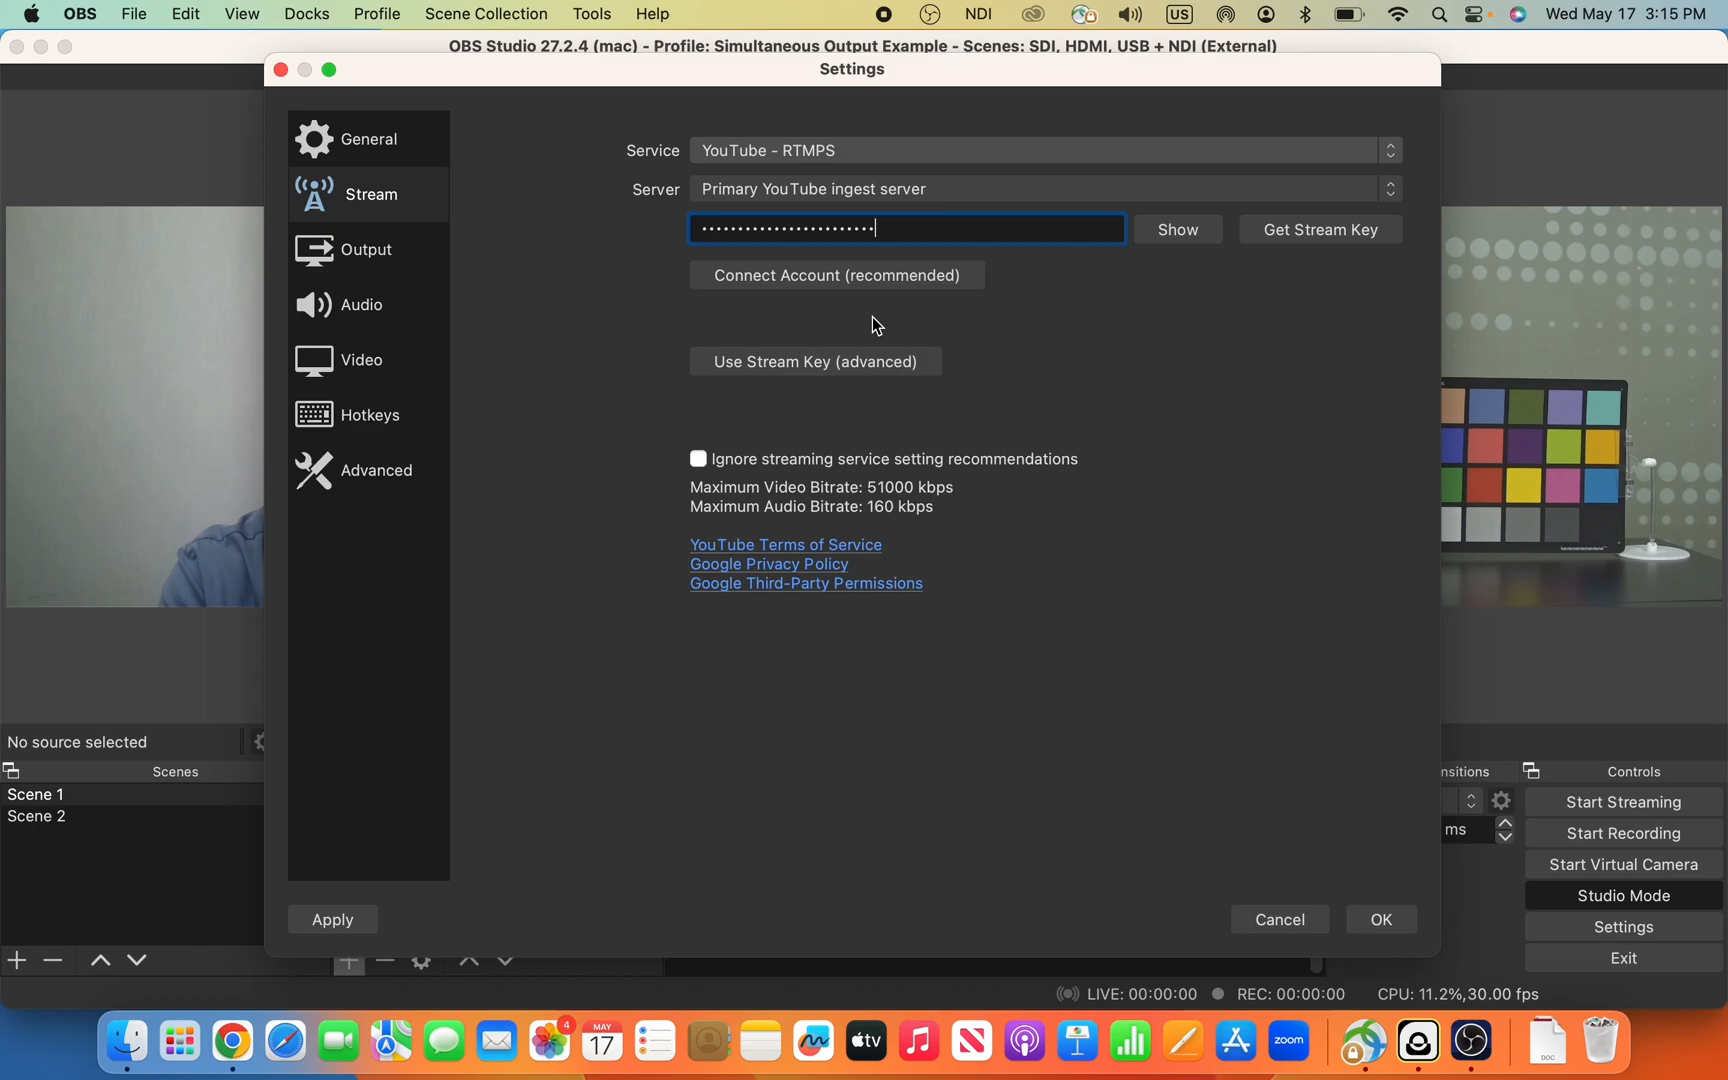 OBS File Edit View Docks Profile Scene Collection Tools Help NDI US Wed May 17 3:15 PM
OBS Studio 27.2.4 (mac) - Profile: Simultaneous Output Example - Scenes: SDI, HDMI, USB + NDI (External)
Settings
General
Stream
Output
Audio
Video
Hotkeys
Advanced
Service YouTube - RTMPS
Server Primary YouTube ingest server
•••••••••••••••••••••••• Show Get Stream Key
Connect Account (recommended)
Use Stream Key (advanced)
Ignore streaming service setting recommendations
Maximum Video Bitrate: 51000 kbps
Maximum Audio Bitrate: 160 kbps
YouTube Terms of Service
Google Privacy Policy
Google Third-Party Permissions
Apply Cancel OK
No source selected
Scenes
Scene 1
Scene 2
nsitions
ms
Controls
Start Streaming
Start Recording
Start Virtual Camera
Studio Mode
Settings
Exit
LIVE: 00:00:00 REC: 00:00:00 CPU: 11.2%,30.00 fps
4
MAY
17
tv
zoom
DOC